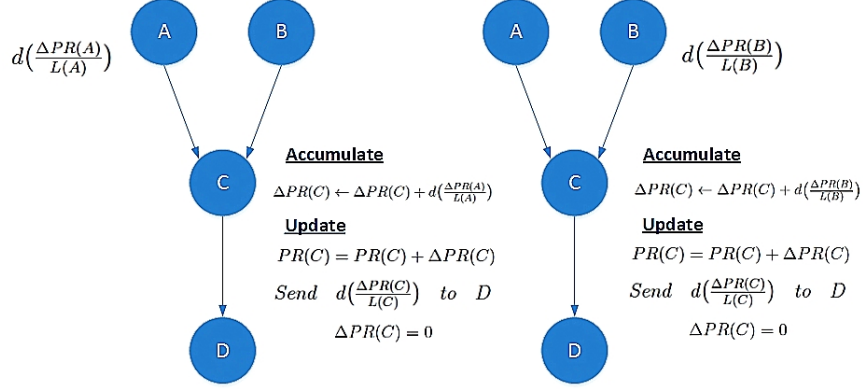 A
B
d(ΔPR(A)/L(A))
C
Accumulate
ΔPR(C) ← ΔPR(C) + d(ΔPR(A)/L(A))
Update
PR(C) = PR(C) + ΔPR(C)
Send d(ΔPR(C)/L(C)) to D
ΔPR(C) = 0
D
A
B
d(ΔPR(B)/L(B))
C
Accumulate
ΔPR(C) ← ΔPR(C) + d(ΔPR(B)/L(B))
Update
PR(C) = PR(C) + ΔPR(C)
Send d(ΔPR(C)/L(C)) to D
ΔPR(C) = 0
D